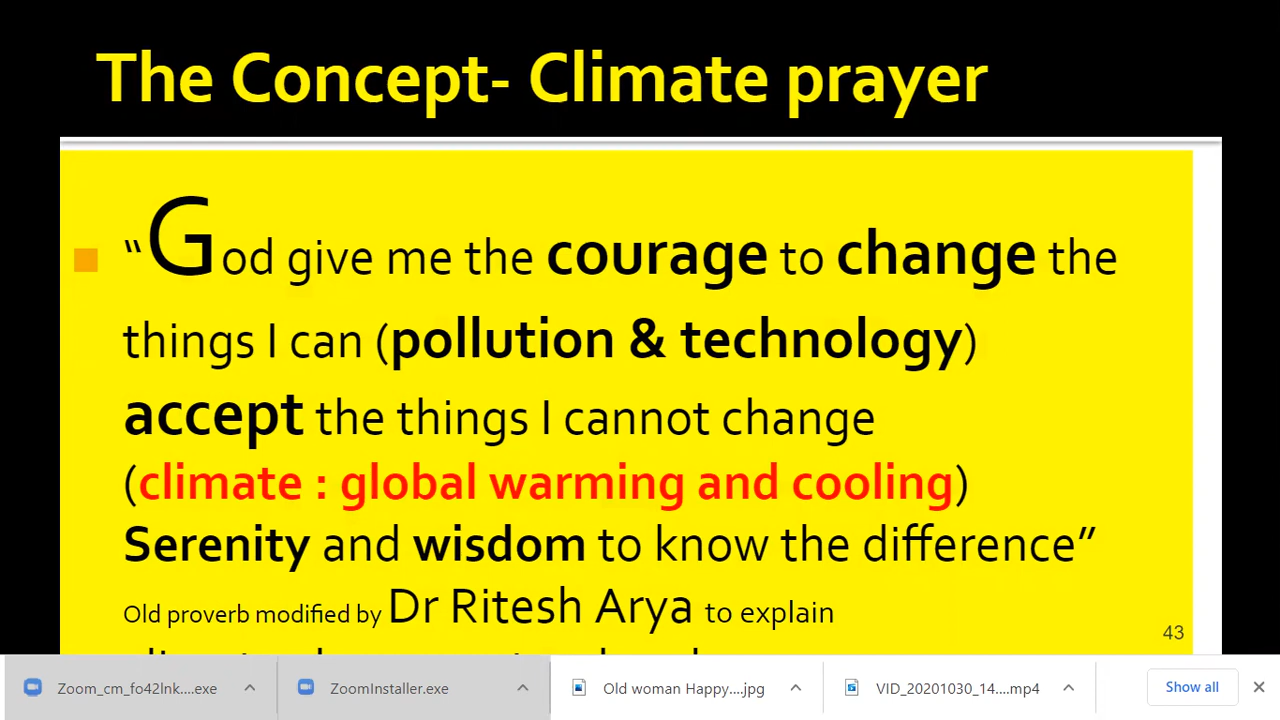 The Concept- Climate prayer
“God give me the courage to change the
things I can (pollution & technology)
accept the things I cannot change
(climate : global warming and cooling)
Serenity and wisdom to know the difference”
Old proverb modified by Dr Ritesh Arya to explain
43
Zoom_cm_fo42lnk....exe
ZoomInstaller.exe
Old woman Happy....jpg
VID_20201030_14....mp4
Show all